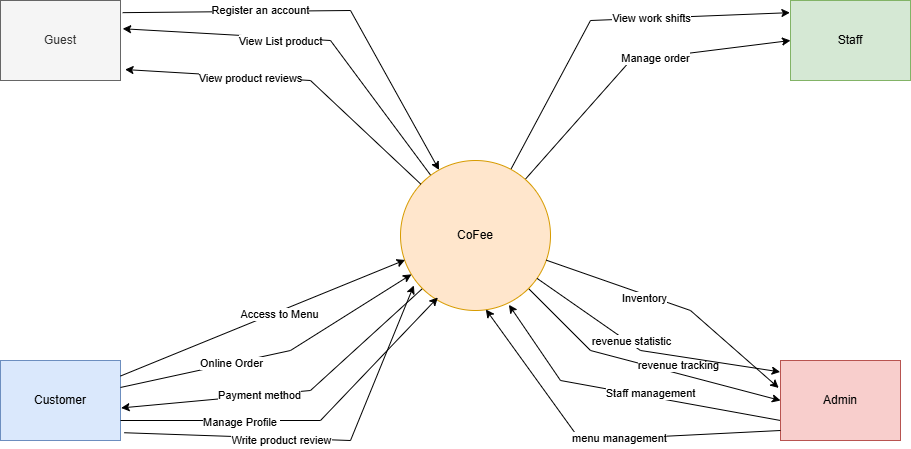 Register an account
View work shifts
Guest
View List product
Staff
Manage order
View product reviews
CoFee
Inventory
Access to Menu
revenue statistic
Online Order
revenue tracking
Payment method
Staff management
Customer
Admin
Manage Profile
Write product review
menu management